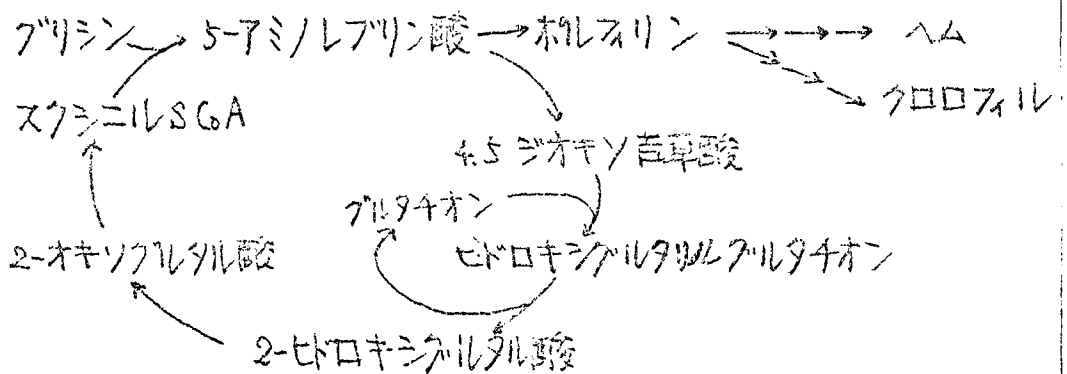 グリシン → 5-アミノレブリン酸 → ポルフィリン → → → ヘム
スクシニルSCoA
クロロフィル
4.5 ジオキソ吉草酸
グルタチオン
2-オキソグルタル酸
ヒドロキシグルタリルグルタチオン
2-ヒドロキシグルタル酸